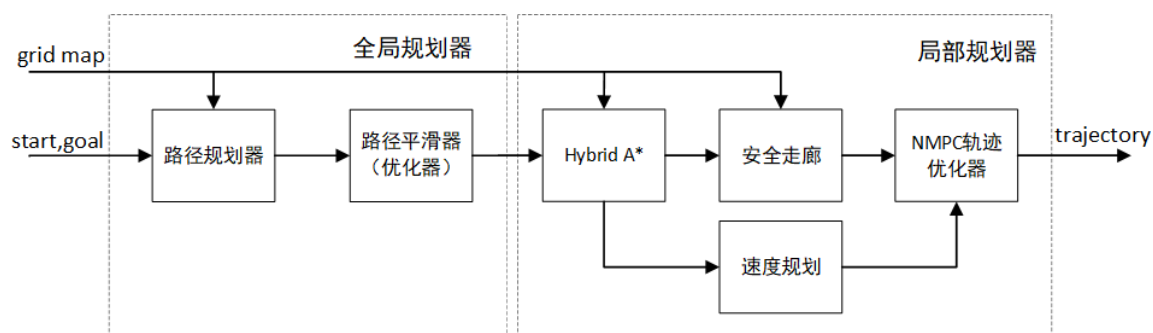 全局规划器
局部规划器
grid map
start,goal
路径规划器
路径平滑器
（优化器）
Hybrid A*
安全走廊
NMPC轨迹
优化器
trajectory
速度规划